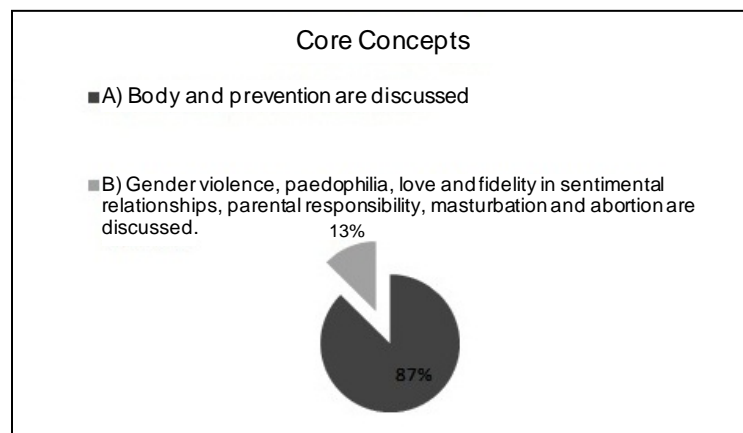 Core Concepts
A) Body and prevention are discussed
B) Gender violence, paedophilia, love and fidelity in sentimental
relationships, parental responsibility, masturbation and abortion are
discussed.
13%
87%